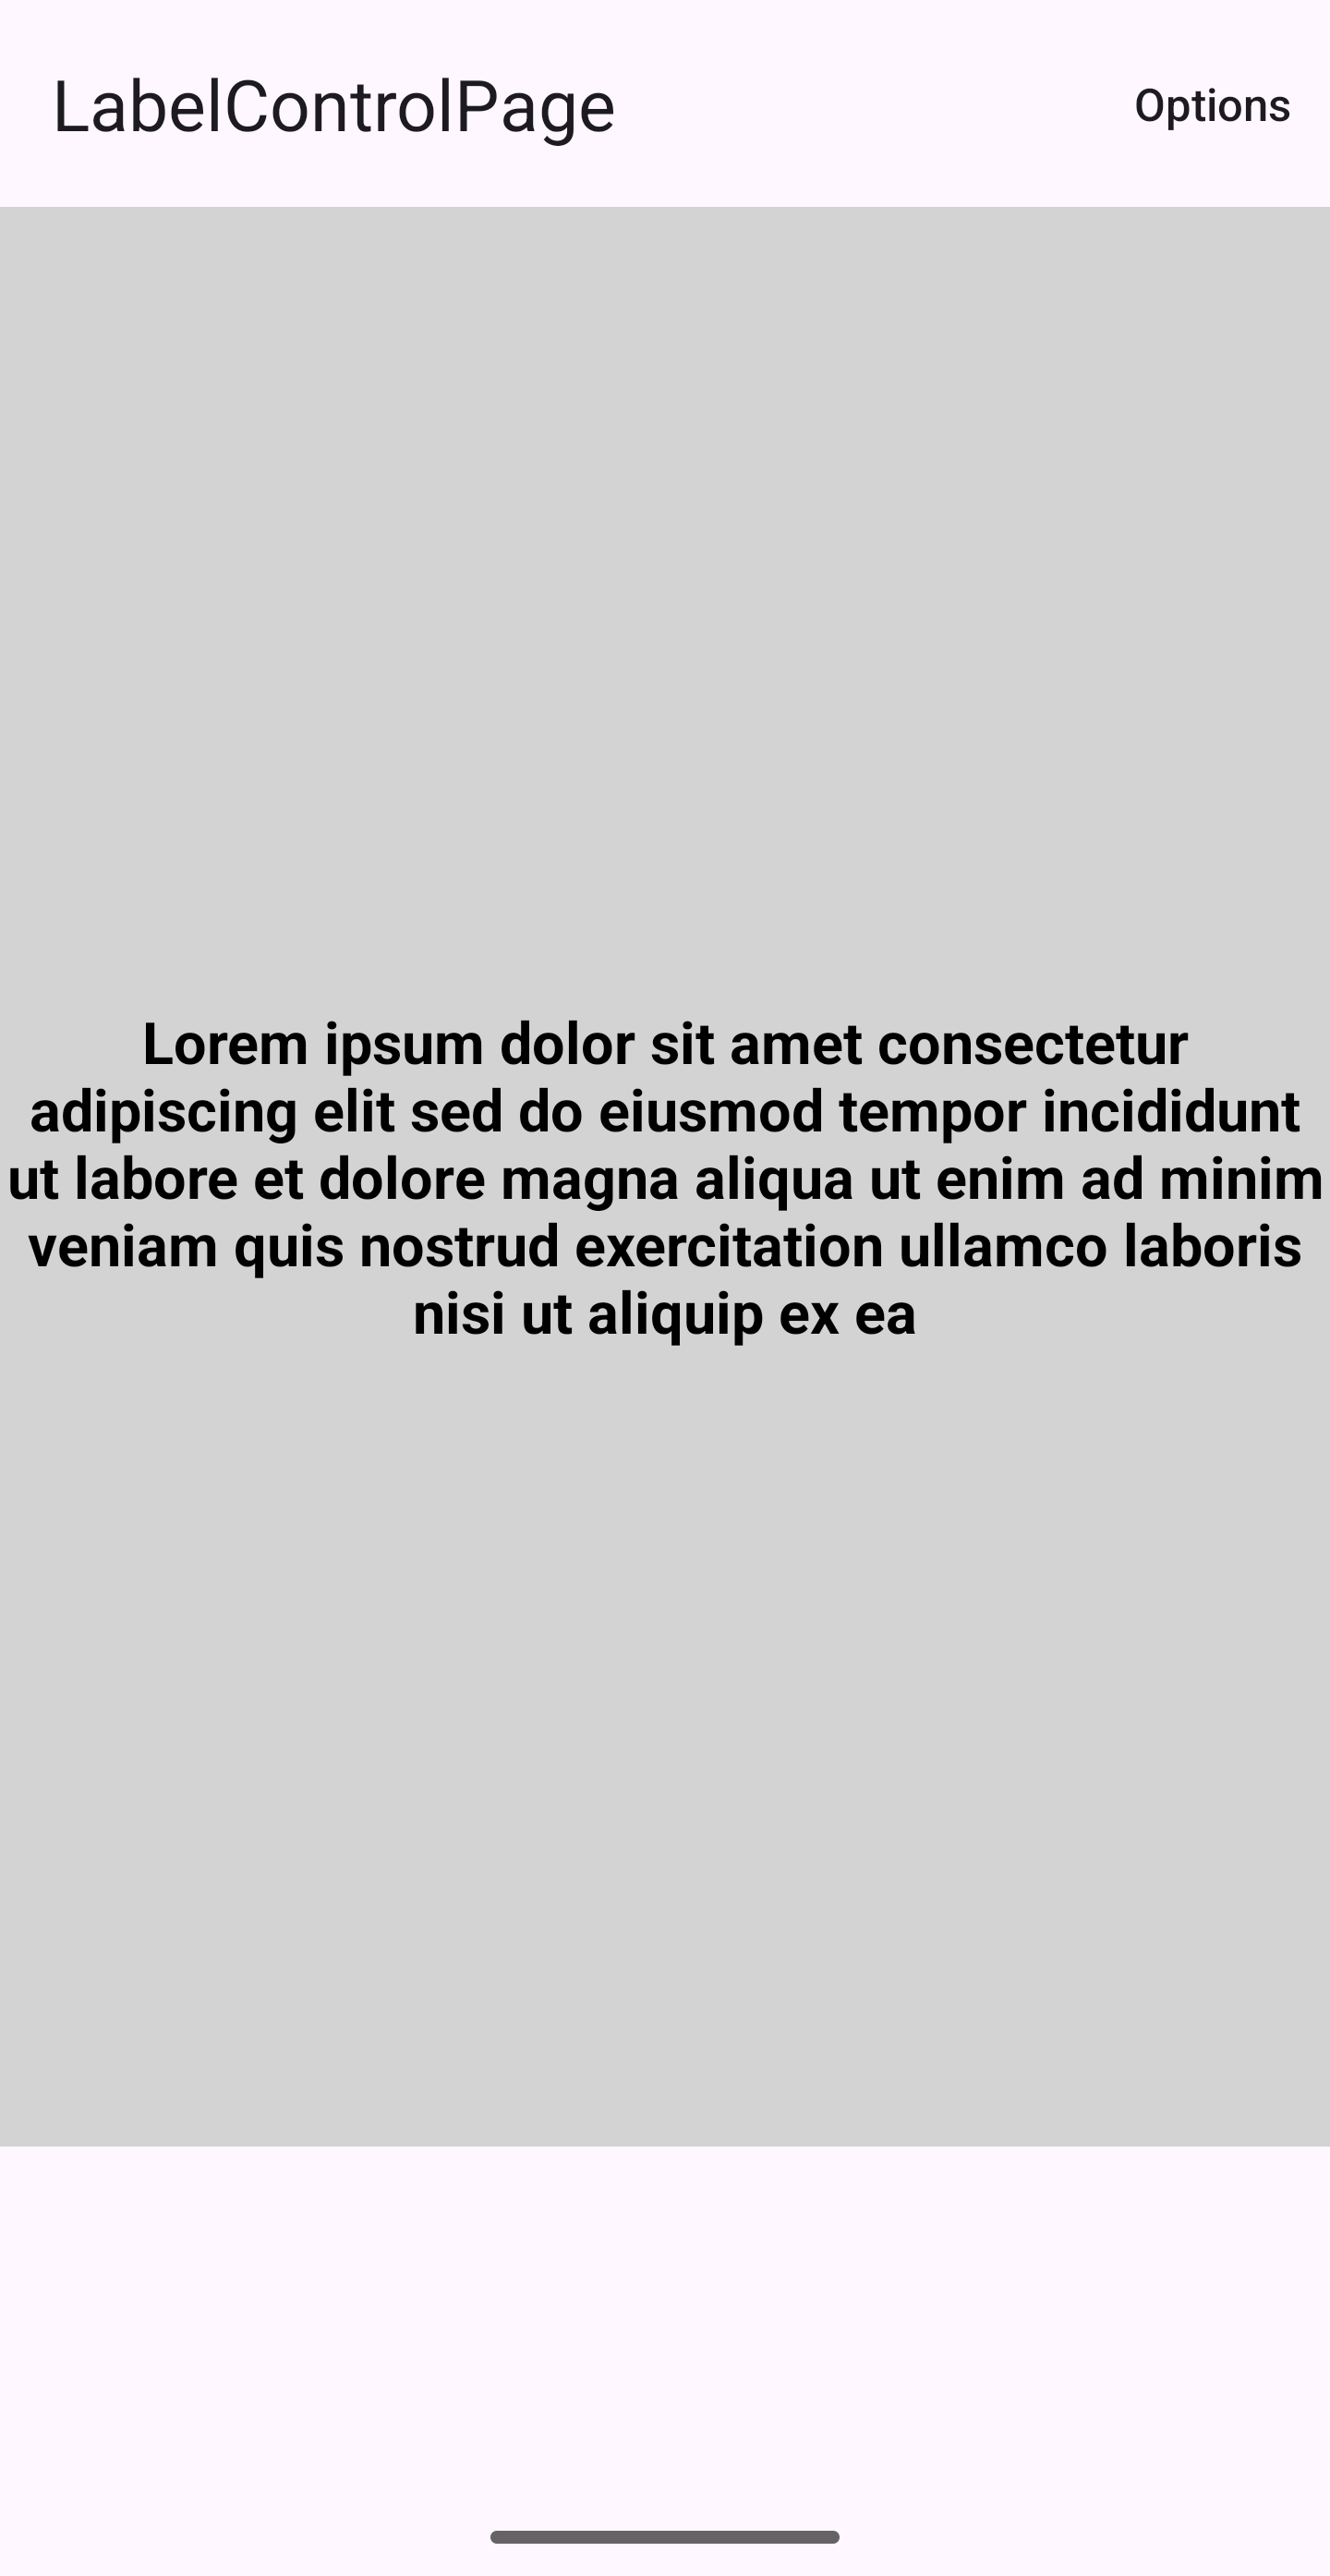 LabelControlPage
Options
Lorem ipsum dolor sit amet consectetur
adipiscing elit sed do eiusmod tempor incididunt
ut labore et dolore magna aliqua ut enim ad minim
veniam quis nostrud exercitation ullamco laboris
nisi ut aliquip ex ea